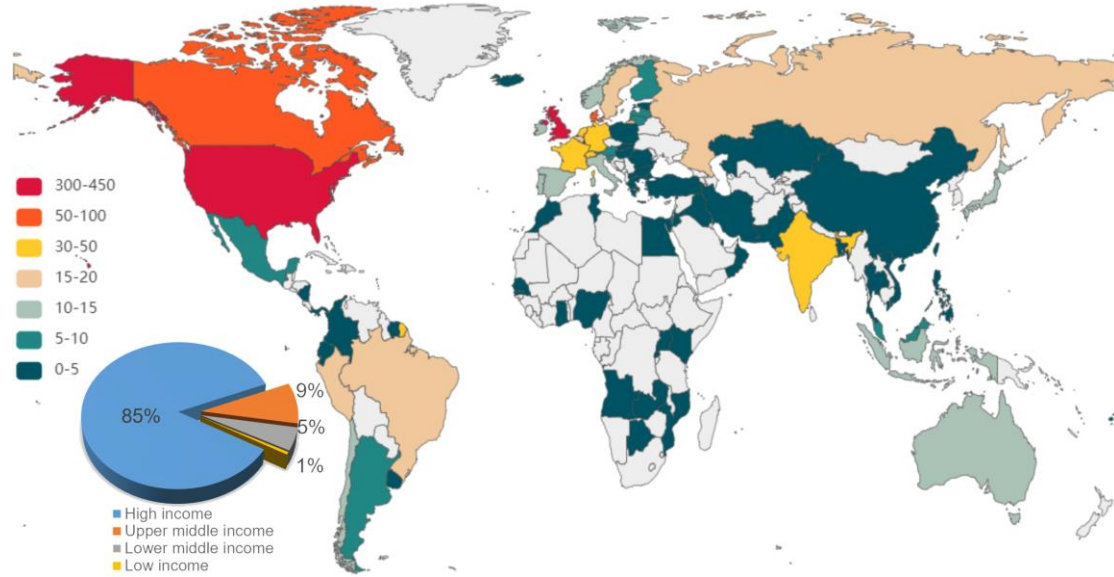 300-450
50-100
30-50
15-20
10-15
5-10
0-5
85%
9%
5%
1%
High income
Upper middle income
Lower middle income
Low income